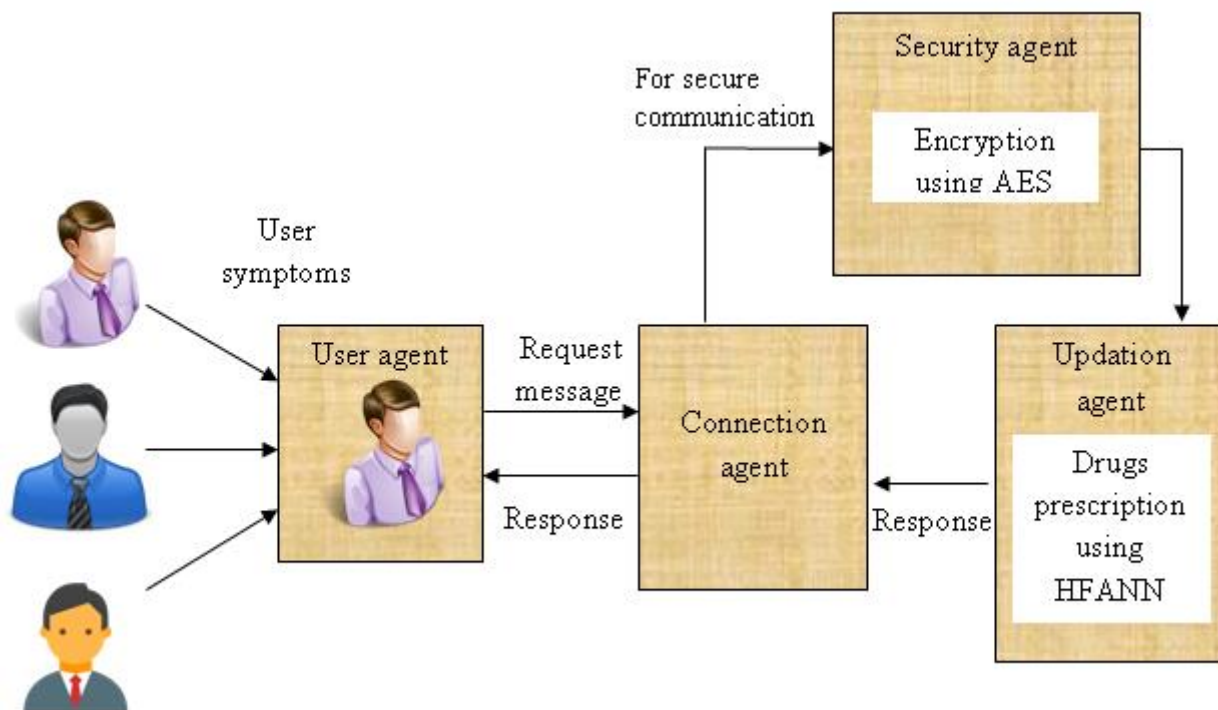 Security agent
Encryption
using AES
For secure
communication
User
symptoms
User agent
Request
message
Response
Connection
agent
Response
Updation
agent
Drugs
prescription
using
HFANN